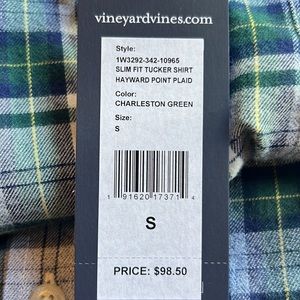 vineyardvines.com
Style:
1W3292-342-10965
SLIM FIT TUCKER SHIRT
HAYWARD POINT PLAID
Color:
CHARLESTON GREEN
Size:
S
1 91620 17371 4
S
PRICE: $98.50